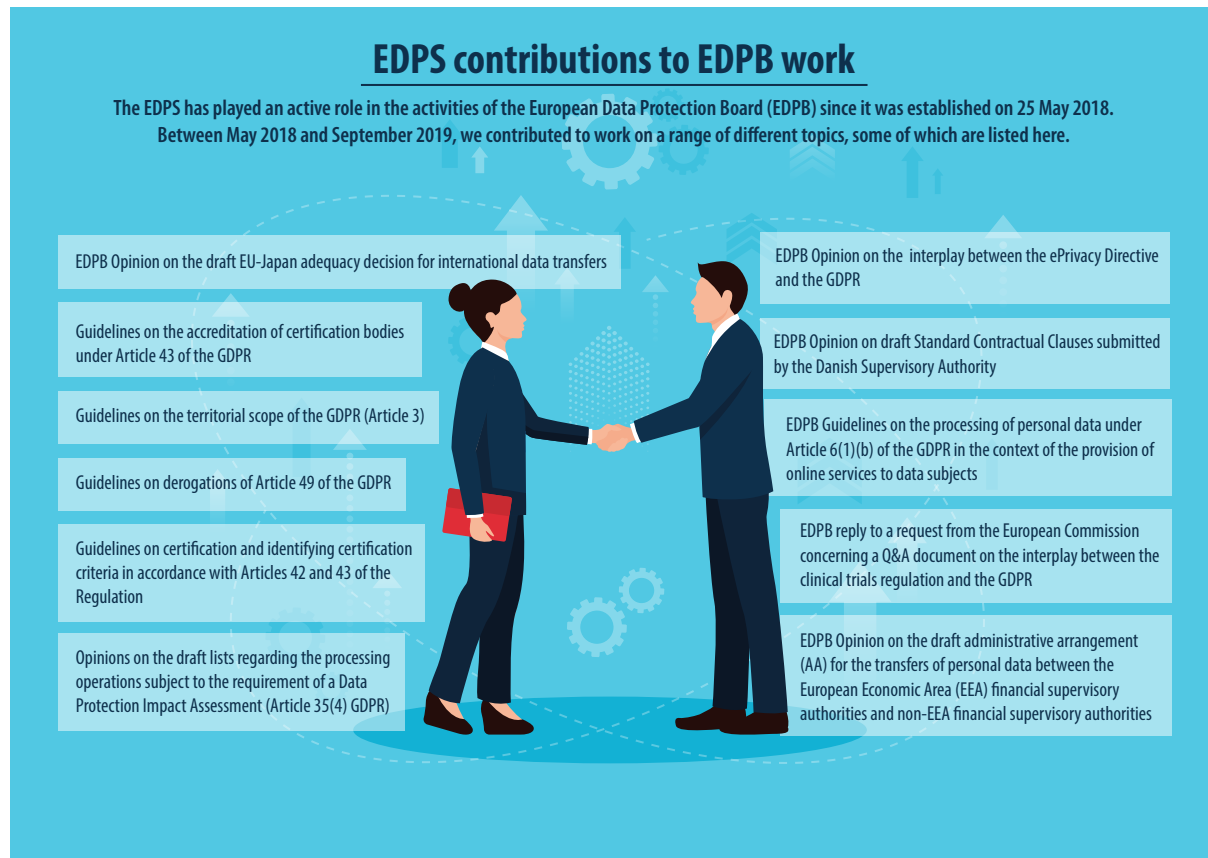 EDPS contributions to EDPB work
The EDPS has played an active role in the activities of the European Data Protection Board (EDPB) since it was established on 25 May 2018.
Between May 2018 and September 2019, we contributed to work on a range of different topics, some of which are listed here.
EDPB Opinion on the draft EU-Japan adequacy decision for international data transfers
Guidelines on the accreditation of certification bodies
under Article 43 of the GDPR
Guidelines on the territorial scope of the GDPR (Article 3)
Guidelines on derogations of Article 49 of the GDPR
Guidelines on certification and identifying certification
criteria in accordance with Articles 42 and 43 of the
Regulation
Opinions on the draft lists regarding the processing
operations subject to the requirement of a Data
Protection Impact Assessment (Article 35(4) GDPR)
EDPB Opinion on the interplay between the ePrivacy Directive
and the GDPR
EDPB Opinion on draft Standard Contractual Clauses submitted
by the Danish Supervisory Authority
EDPB Guidelines on the processing of personal data under
Article 6(1)(b) of the GDPR in the context of the provision of
online services to data subjects
EDPB reply to a request from the European Commission
concerning a Q&A document on the interplay between the
clinical trials regulation and the GDPR
EDPB Opinion on the draft administrative arrangement
(AA) for the transfers of personal data between the
European Economic Area (EEA) financial supervisory
authorities and non-EEA financial supervisory authorities